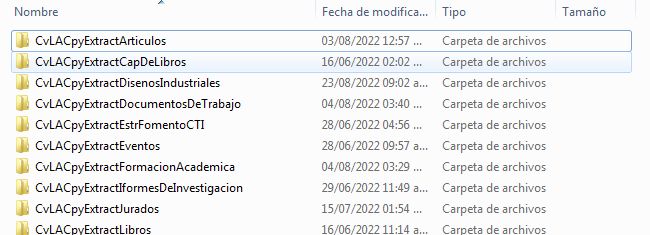 Nombre Fecha de modifica... Tipo Tamaño
CvLACpyExtractArticulos 03/08/2022 12:57 ... Carpeta de archivos
CvLACpyExtractCapDeLibros 16/06/2022 02:02 ... Carpeta de archivos
CvLACpyExtractDisenosIndustriales 23/08/2022 09:02 a... Carpeta de archivos
CvLACpyExtractDocumentosDeTrabajo 04/08/2022 03:40 ... Carpeta de archivos
CvLACpyExtractEstrFomentoCTI 28/06/2022 04:56 ... Carpeta de archivos
CvLACpyExtractEventos 28/06/2022 09:57 a... Carpeta de archivos
CvLACpyExtractFormacionAcademica 04/08/2022 03:29 ... Carpeta de archivos
CvLACpyExtractIformesDeInvestigacion 29/06/2022 11:49 a... Carpeta de archivos
CvLACpyExtractJurados 15/07/2022 01:54 ... Carpeta de archivos
CvLACpyExtractLibros 16/06/2022 11:14 a... Carpeta de archivos